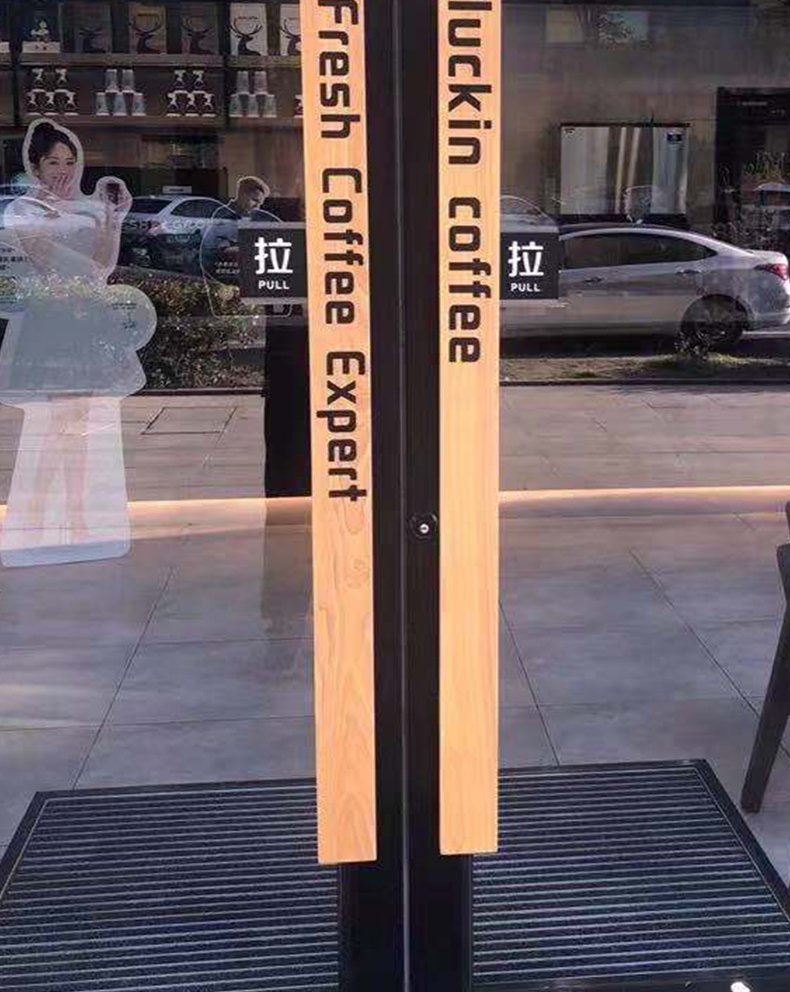 Fresh Coffee Expert
luckin coffee
拉
PULL
拉
PULL